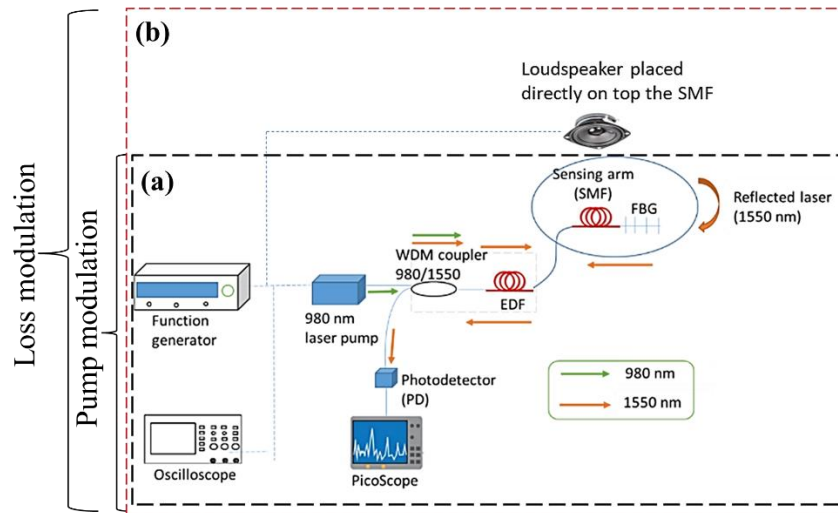 (b)
Loudspeaker placed
directly on top the SMF
Loss modulation
Pump modulation
(a)
Sensing arm
(SMF)
FBG
Reflected laser
(1550 nm)
WDM coupler
980/1550
EDF
Function
generator
980 nm
laser pump
Photodetector
(PD)
980 nm
1550 nm
Oscilloscope
PicoScope